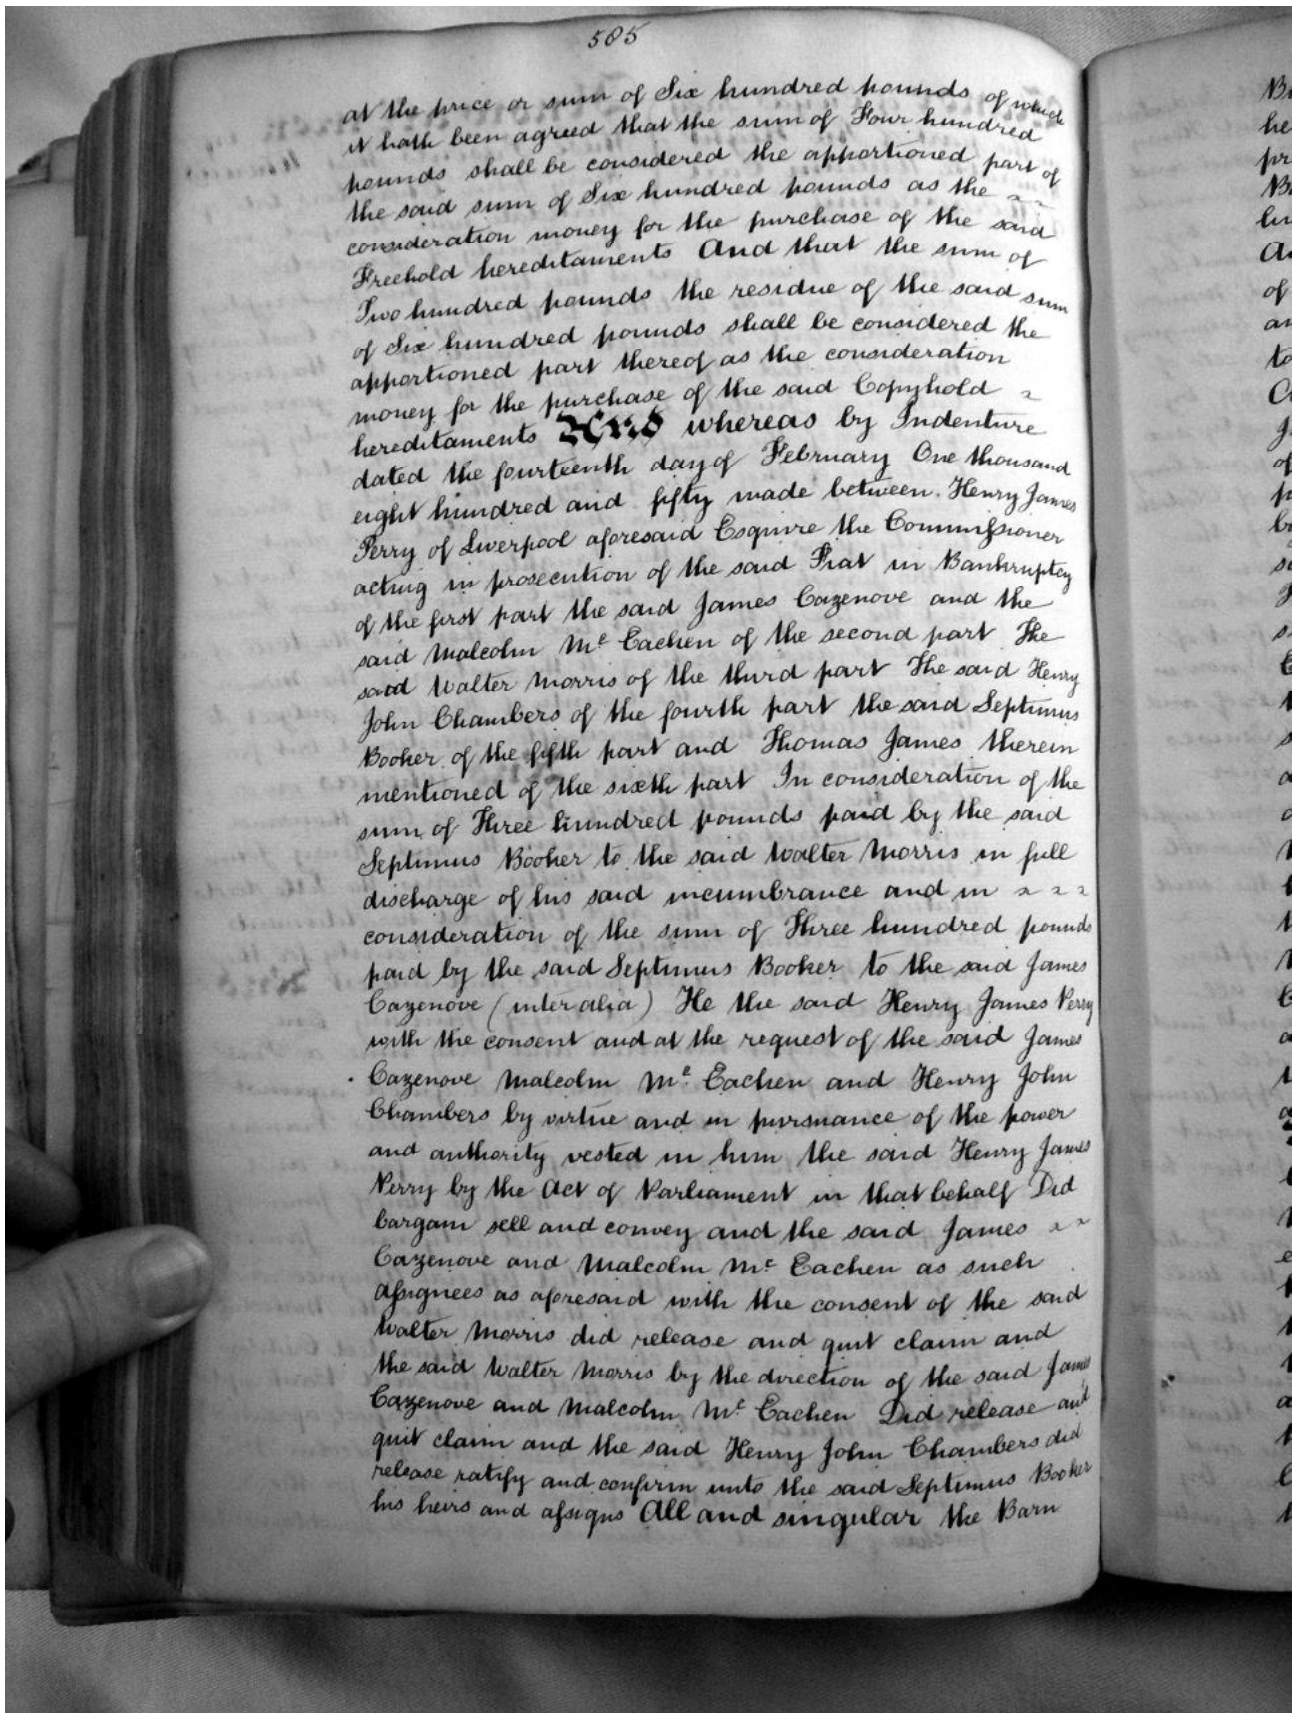 585
at the price or sum of Six hundred pounds of which
it hath been agreed that the sum of Four hundred
pounds shall be considered the apportioned part of
the said sum of Six hundred pounds as the
consideration money for the purchase of the said
Freehold hereditaments And that the sum of
Two hundred pounds the residue of the said sum
of Six hundred pounds shall be considered the
apportioned part thereof as the consideration
money for the purchase of the said Copyhold
hereditaments And whereas by Indenture
dated the fourteenth day of February One thousand
eight hundred and fifty made between Henry James
Perry of Liverpool aforesaid Esquire the Commissioner
acting in prosecution of the said Fiat in Bankruptcy
of the first part the said James Cazenove and the
said Malcolm Mc Eachen of the second part The
said Walter Morris of the third part The said Henry
John Chambers of the fourth part the said Septimus
Booker of the fifth part and Thomas James therein
mentioned of the sixth part In consideration of the
sum of Three hundred pounds paid by the said
Septimus Booker to the said Walter Morris in full
discharge of his said incumbrance and in
consideration of the sum of Three hundred pounds
paid by the said Septimus Booker to the said James
Cazenove (inter alia) He the said Henry James Perry
with the consent and at the request of the said James
Cazenove Malcolm Mc Eachen and Henry John
Chambers by virtue and in pursuance of the power
and authority vested in him the said Henry James
Perry by the Act of Parliament in that behalf Did
bargain sell and convey and the said James
Cazenove and Malcolm Mc Eachen as such
Assignees as aforesaid with the consent of the said
Walter Morris did release and quit claim and
the said Walter Morris by the direction of the said James
Cazenove and Malcolm Mc Eachen Did release and
quit claim and the said Henry John Chambers did
release ratify and confirm unto the said Septimus Booker
his heirs and assigns All and singular the Barn